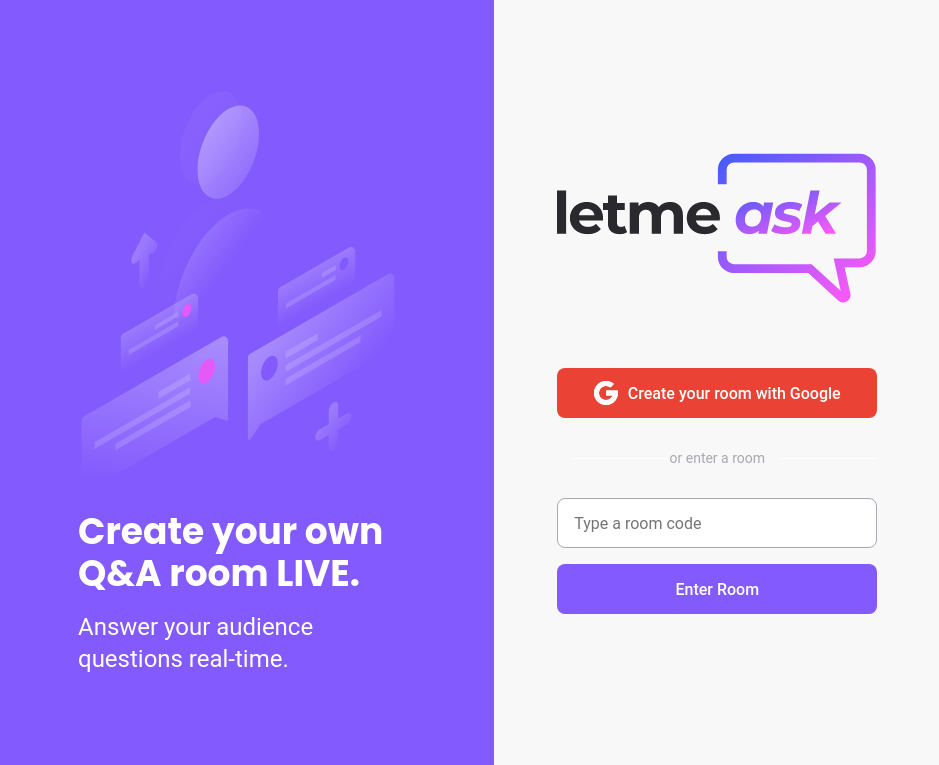 Create your own
Q&A room LIVE.
Answer your audience
questions real-time.
letme ask
Create your room with Google
or enter a room
Type a room code
Enter Room